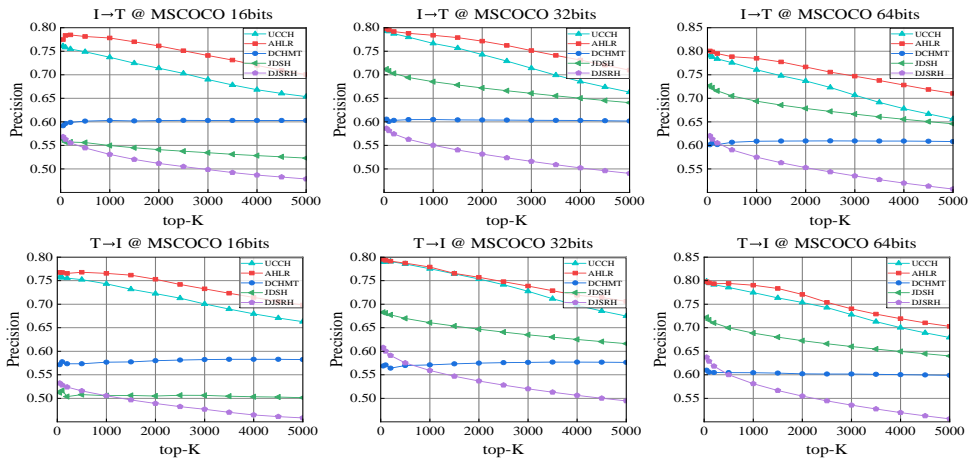 I→T @ MSCOCO 16bits
Precision
0.80
0.75
0.70
0.65
0.60
0.55
0.50
0 1000 2000 3000 4000 5000
top-K
UCCH
AHLR
DCHMT
JDSH
DJSRH
I→T @ MSCOCO 32bits
0.80
0.75
0.70
0.65
0.60
0.55
0.50
0 1000 2000 3000 4000 5000
top-K
UCCH
AHLR
DCHMT
JDSH
DJSRH
I→T @ MSCOCO 64bits
Precision
0.85
0.80
0.75
0.70
0.65
0.60
0.55
0 1000 2000 3000 4000 5000
top-K
UCCH
AHLR
DCHMT
JDSH
DJSRH
T→I @ MSCOCO 16bits
Precision
0.80
0.75
0.70
0.65
0.60
0.55
0.50
0 1000 2000 3000 4000 5000
top-K
UCCH
AHLR
DCHMT
JDSH
DJSRH
T→I @ MSCOCO 32bits
0.80
0.75
0.70
0.65
0.60
0.55
0.50
0 1000 2000 3000 4000 5000
top-K
UCCH
AHLR
DCHMT
JDSH
DJSRH
T→I @ MSCOCO 64bits
Precision
0.85
0.80
0.75
0.70
0.65
0.60
0.55
0 1000 2000 3000 4000 5000
top-K
UCCH
AHLR
DCHMT
JDSH
DJSRH